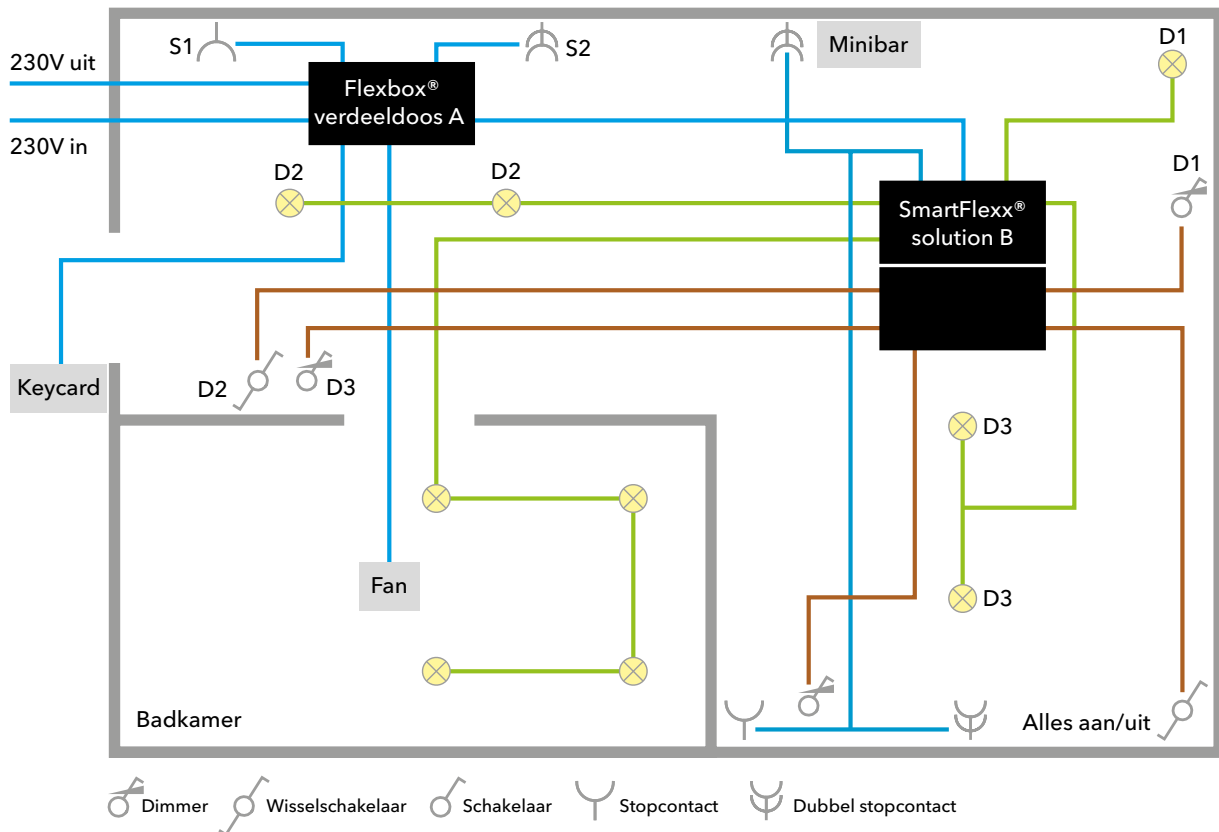 S1
S2
Minibar
D1
230V uit
Flexbox®
verdeeldoos A
230V in
D2
D2
D1
SmartFlexx®
solution B
Keycard
D2
D3
D3
Fan
D3
Badkamer
Alles aan/uit
Dimmer
Wisselschakelaar
Schakelaar
Stopcontact
Dubbel stopcontact